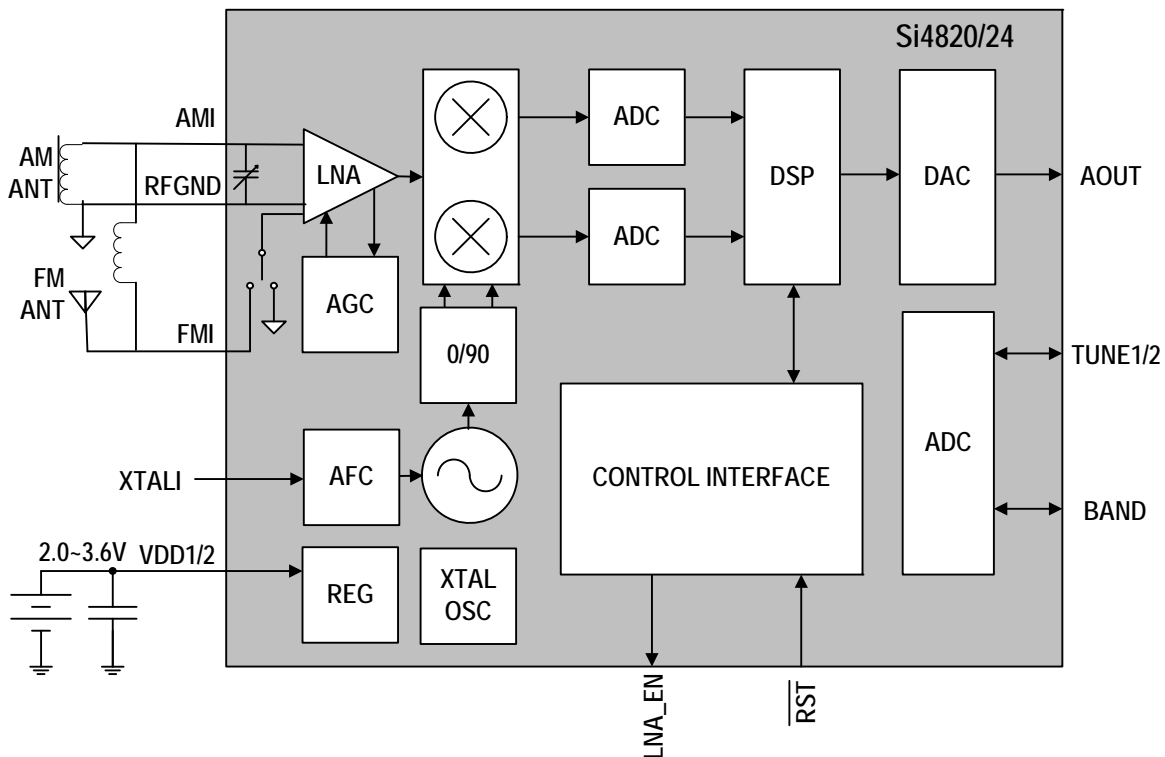 Si4820/24
AMI
AM
ANT
RFGND
FM
ANT
FMI
LNA
AGC
0/90
ADC
ADC
DSP
DAC
AOUT
TUNE1/2
ADC
BAND
CONTROL INTERFACE
XTALI
AFC
2.0~3.6V
VDD1/2
REG
XTAL
OSC
LNA_EN
RST